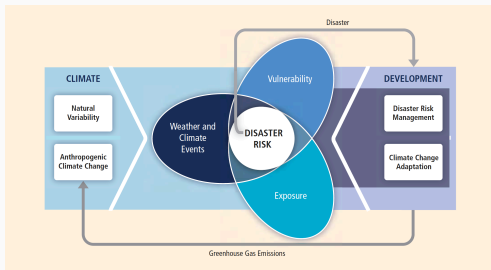 Disaster
CLIMATE
Natural
Variability
Anthropogenic
Climate Change
Vulnerability
Weather and
Climate
Events
DISASTER
RISK
Exposure
DEVELOPMENT
Disaster Risk
Management
Climate Change
Adaptation
Greenhouse Gas Emissions